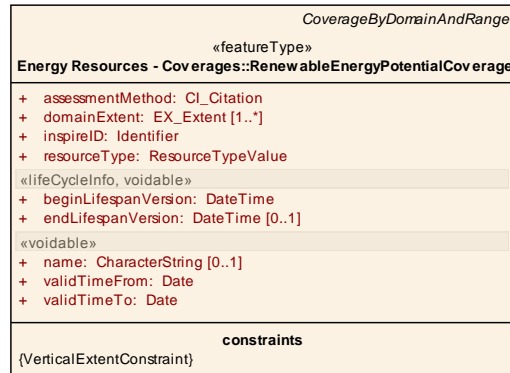 CoverageByDomainAndRange
«featureType»
Energy Resources - Coverages::RenewableEnergyPotentialCoverage
+ assessmentMethod: CI_Citation
+ domainExtent: EX_Extent [1..*]
+ inspireID: Identifier
+ resourceType: ResourceTypeValue
«lifeCycleInfo, voidable»
+ beginLifespanVersion: DateTime
+ endLifespanVersion: DateTime [0..1]
«voidable»
+ name: CharacterString [0..1]
+ validTimeFrom: Date
+ validTimeTo: Date
constraints
{VerticalExtentConstraint}